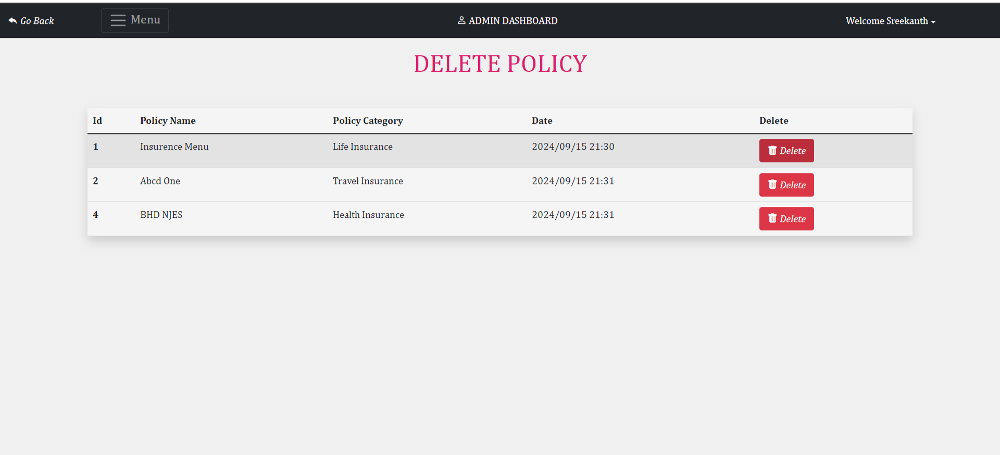 Go Back Menu ADMIN DASHBOARD Welcome Sreekanth
DELETE POLICY
Id Policy Name Policy Category Date Delete
1 Insurence Menu Life Insurance 2024/09/15 21:30 Delete
2 Abcd One Travel Insurance 2024/09/15 21:31 Delete
4 BHD NJES Health Insurance 2024/09/15 21:31 Delete